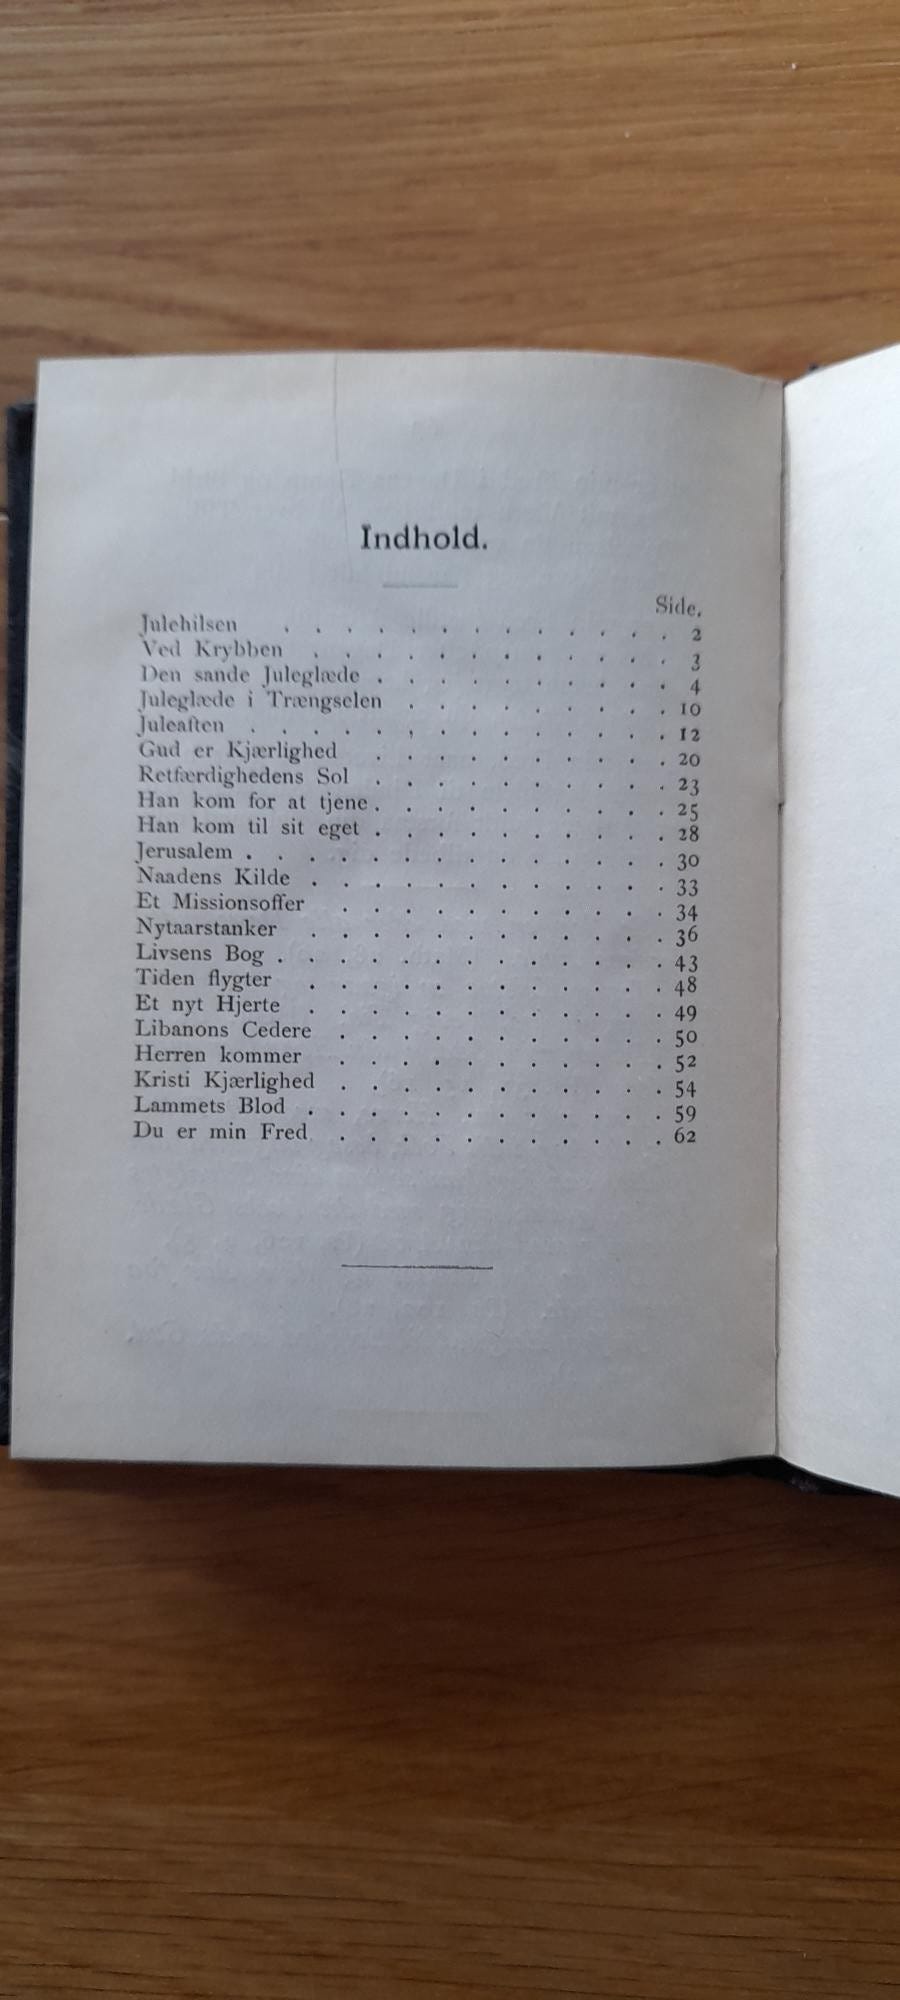 Indhold.
Side.
Julehilsen . . . . . . . . . . . . . 2
Ved Krybben . . . . . . . . . . . . 3
Den sande Juleglæde . . . . . . . . . . 4
Juleglæde i Trængselen . . . . . . . . . 10
Juleaften . . . . . . . . . . . . . . 12
Gud er Kjærlighed . . . . . . . . . . 20
Retfærdighedens Sol . . . . . . . . . . 23
Han kom for at tjene . . . . . . . . . . 25
Han kom til sit eget . . . . . . . . . . 28
Jerusalem . . . . . . . . . . . . . . 30
Naadens Kilde . . . . . . . . . . . . 33
Et Missionsoffer . . . . . . . . . . . 34
Nytaarstanker . . . . . . . . . . . . 36
Livsens Bog . . . . . . . . . . . . . 43
Tiden flygter . . . . . . . . . . . . 48
Et nyt Hjerte . . . . . . . . . . . . 49
Libanons Cedere . . . . . . . . . . . 50
Herren kommer . . . . . . . . . . . 52
Kristi Kjærlighed . . . . . . . . . . . 54
Lammets Blod . . . . . . . . . . . . 59
Du er min Fred . . . . . . . . . . . 62